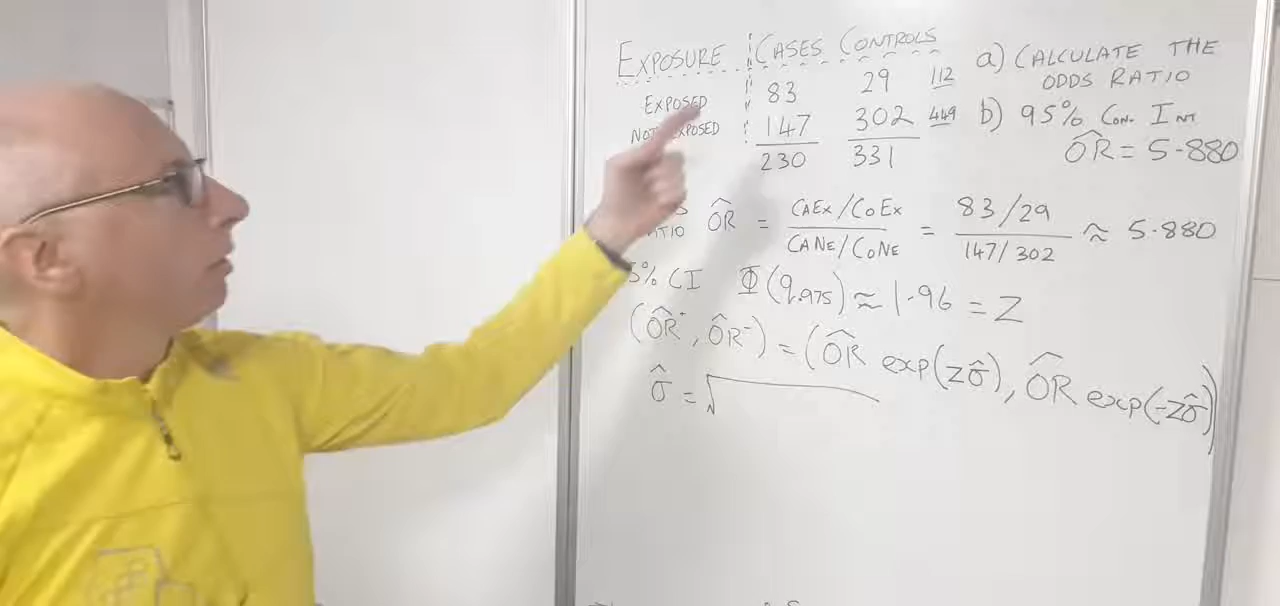 EXPOSURE CASES CONTROLS
EXPOSED 83 29 112
NOT EXPOSED 147 302 449
230 331
a) CALCULATE THE
ODDS RATIO
b) 95% CON. INT
ÔR = 5.880
ÔR = CAEX/COEX / CANE/CONE = 83/29 / 147/302 ≈ 5.880
5% CI Φ(q.975) ≈ 1.96 = Z
(ÔR⁺, ÔR⁻) = (ÔR exp(zσ̂), ÔR exp(-zσ̂))
σ̂ = √